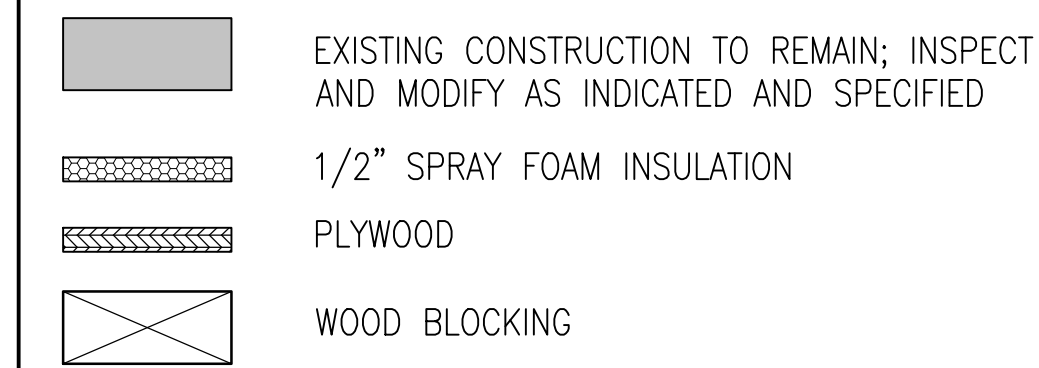 EXISTING CONSTRUCTION TO REMAIN; INSPECT
AND MODIFY AS INDICATED AND SPECIFIED
1/2" SPRAY FOAM INSULATION
PLYWOOD
WOOD BLOCKING